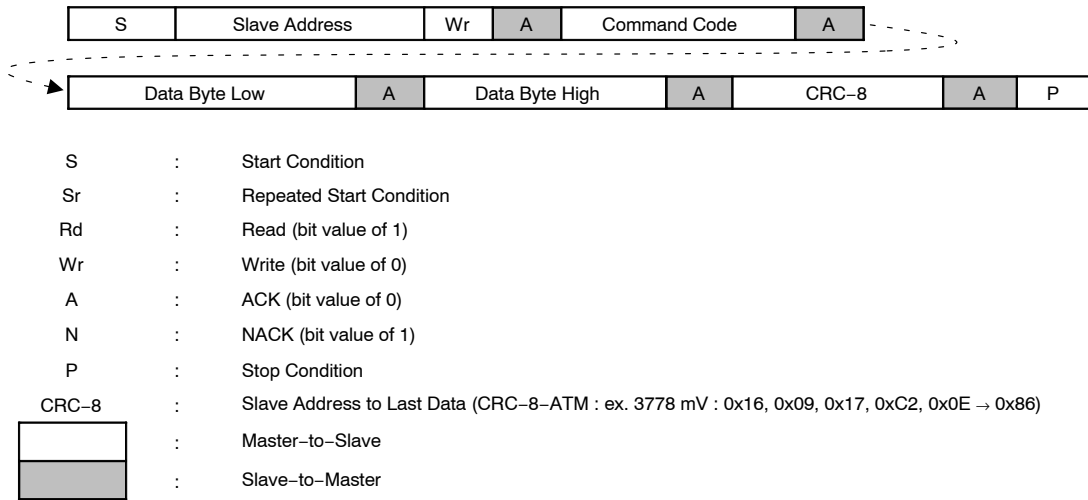 S Slave Address Wr A Command Code A
Data Byte Low A Data Byte High A CRC−8 A P
S : Start Condition
Sr : Repeated Start Condition
Rd : Read (bit value of 1)
Wr : Write (bit value of 0)
A : ACK (bit value of 0)
N : NACK (bit value of 1)
P : Stop Condition
CRC−8 : Slave Address to Last Data (CRC−8−ATM : ex. 3778 mV : 0x16, 0x09, 0x17, 0xC2, 0x0E → 0x86)
: Master−to−Slave
: Slave−to−Master